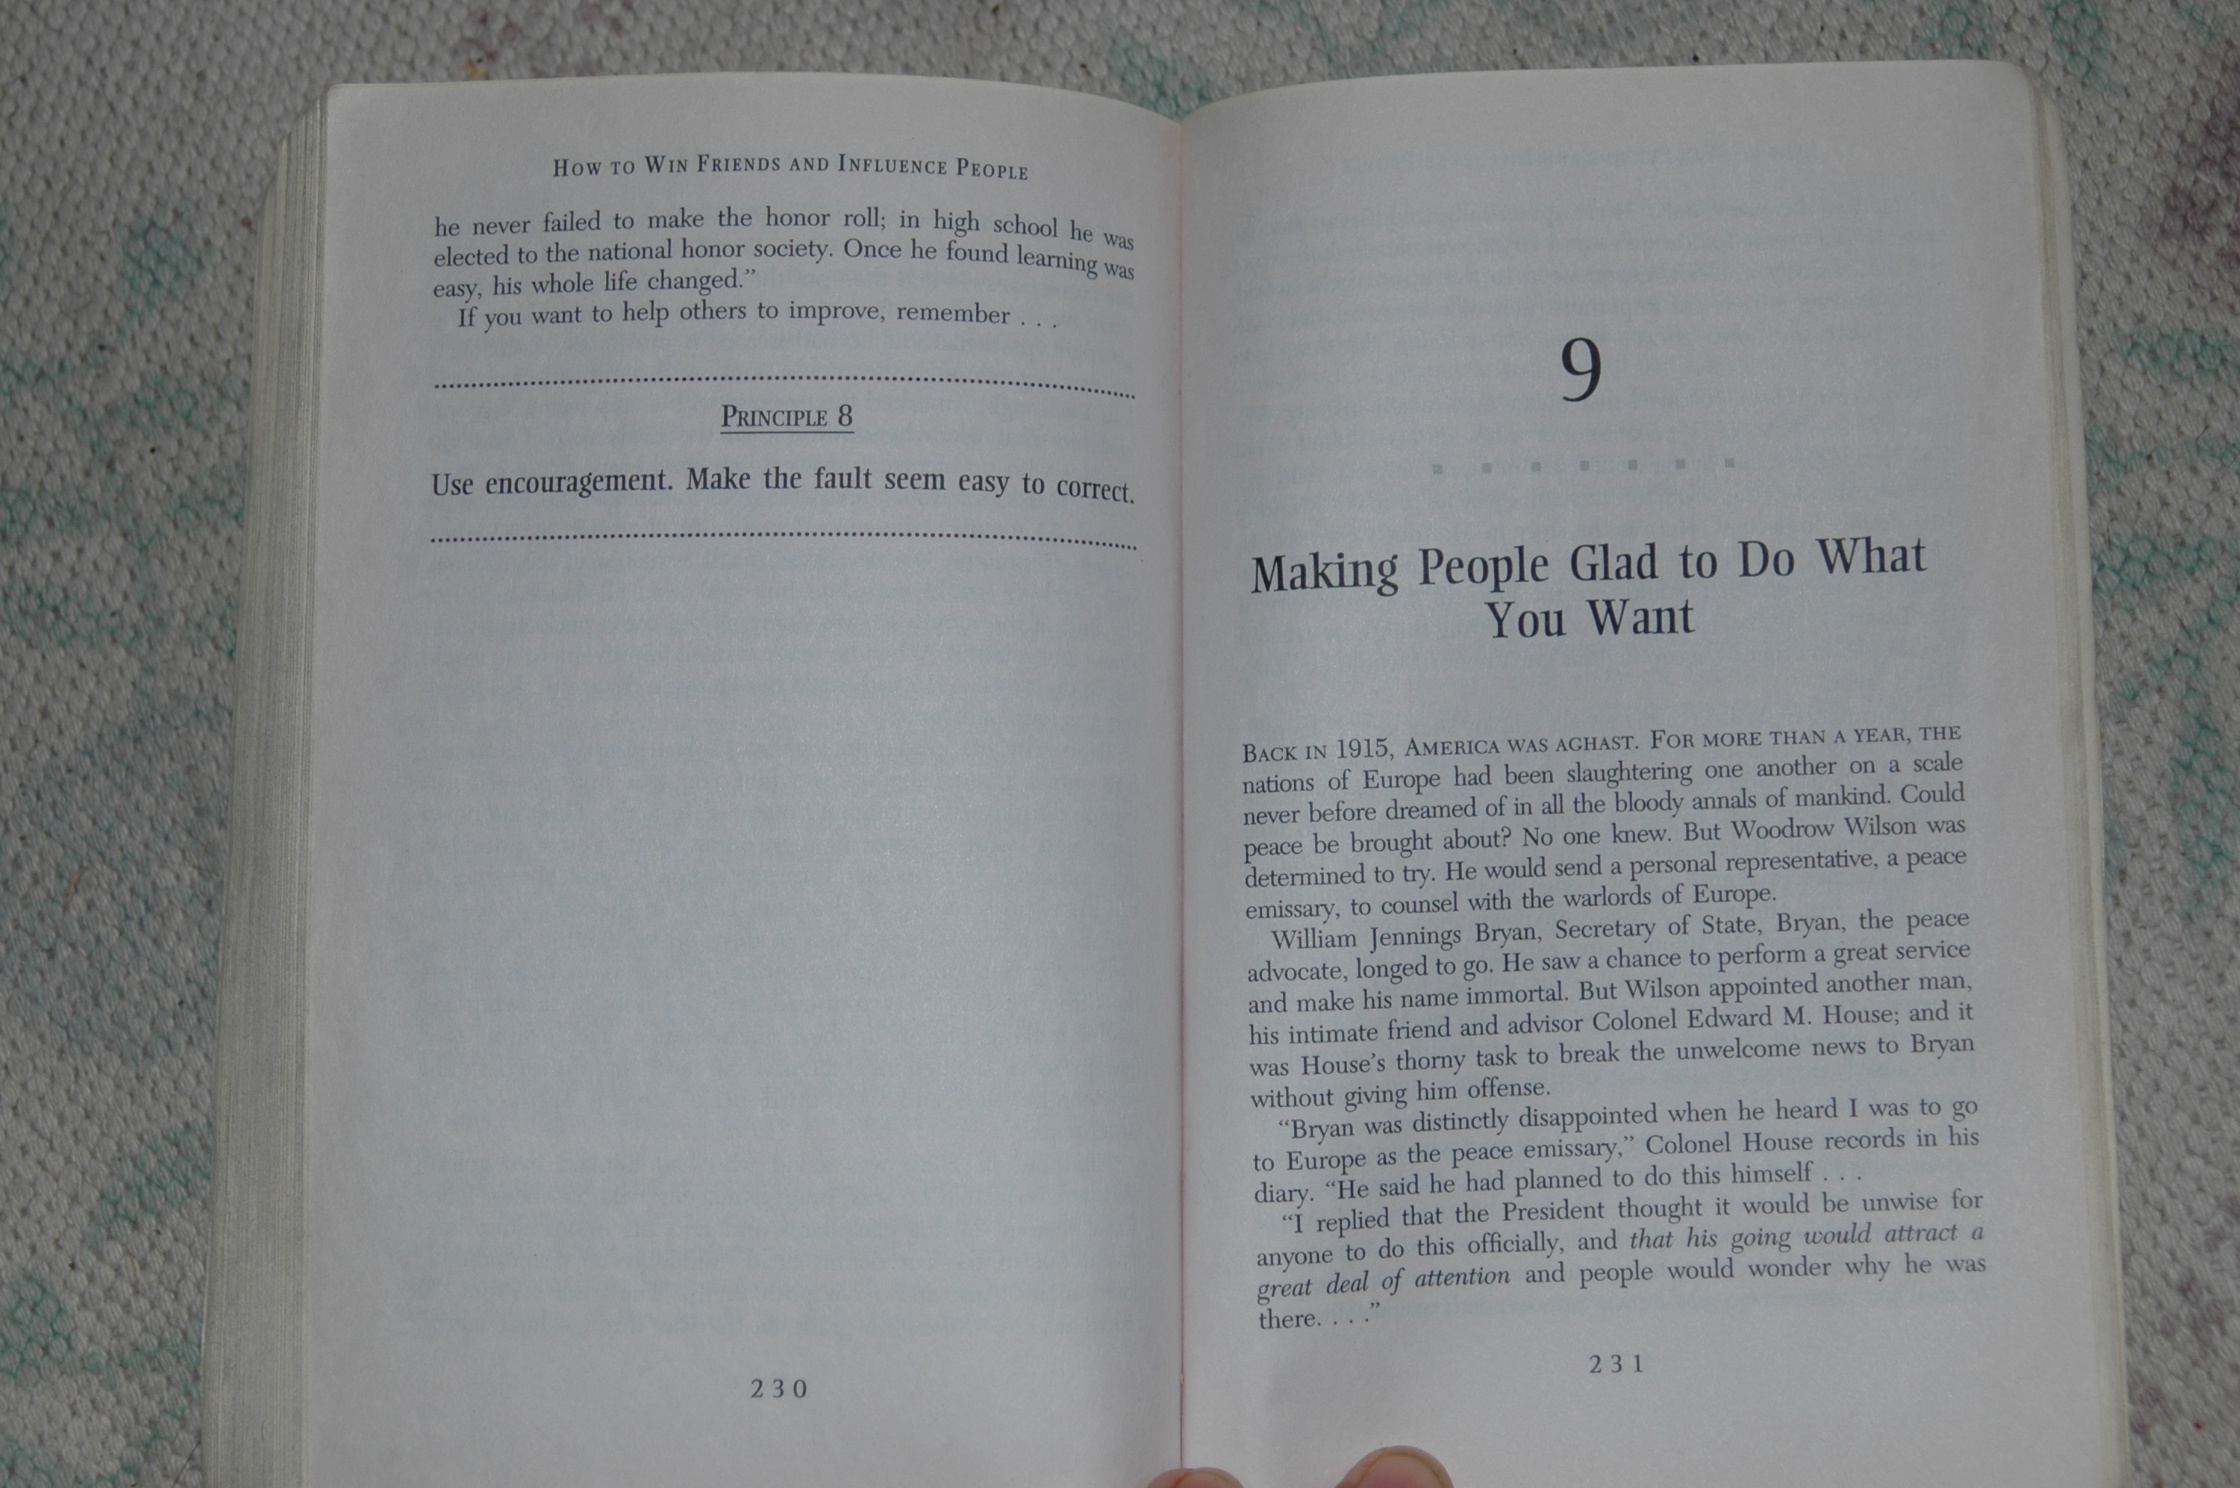 How to Win Friends and Influence People
he never failed to make the honor roll; in high school he was
elected to the national honor society. Once he found learning was
easy, his whole life changed.”
If you want to help others to improve, remember . . .
Principle 8
Use encouragement. Make the fault seem easy to correct.
230
9
Making People Glad to Do What
You Want
Back in 1915, America was aghast. For more than a year, the
nations of Europe had been slaughtering one another on a scale
never before dreamed of in all the bloody annals of mankind. Could
peace be brought about? No one knew. But Woodrow Wilson was
determined to try. He would send a personal representative, a peace
emissary, to counsel with the warlords of Europe.
William Jennings Bryan, Secretary of State, Bryan, the peace
advocate, longed to go. He saw a chance to perform a great service
and make his name immortal. But Wilson appointed another man,
his intimate friend and advisor Colonel Edward M. House; and it
was House’s thorny task to break the unwelcome news to Bryan
without giving him offense.
“Bryan was distinctly disappointed when he heard I was to go
to Europe as the peace emissary,” Colonel House records in his
diary. “He said he had planned to do this himself . . .
“I replied that the President thought it would be unwise for
anyone to do this officially, and that his going would attract a
great deal of attention and people would wonder why he was
there. . . .”
231